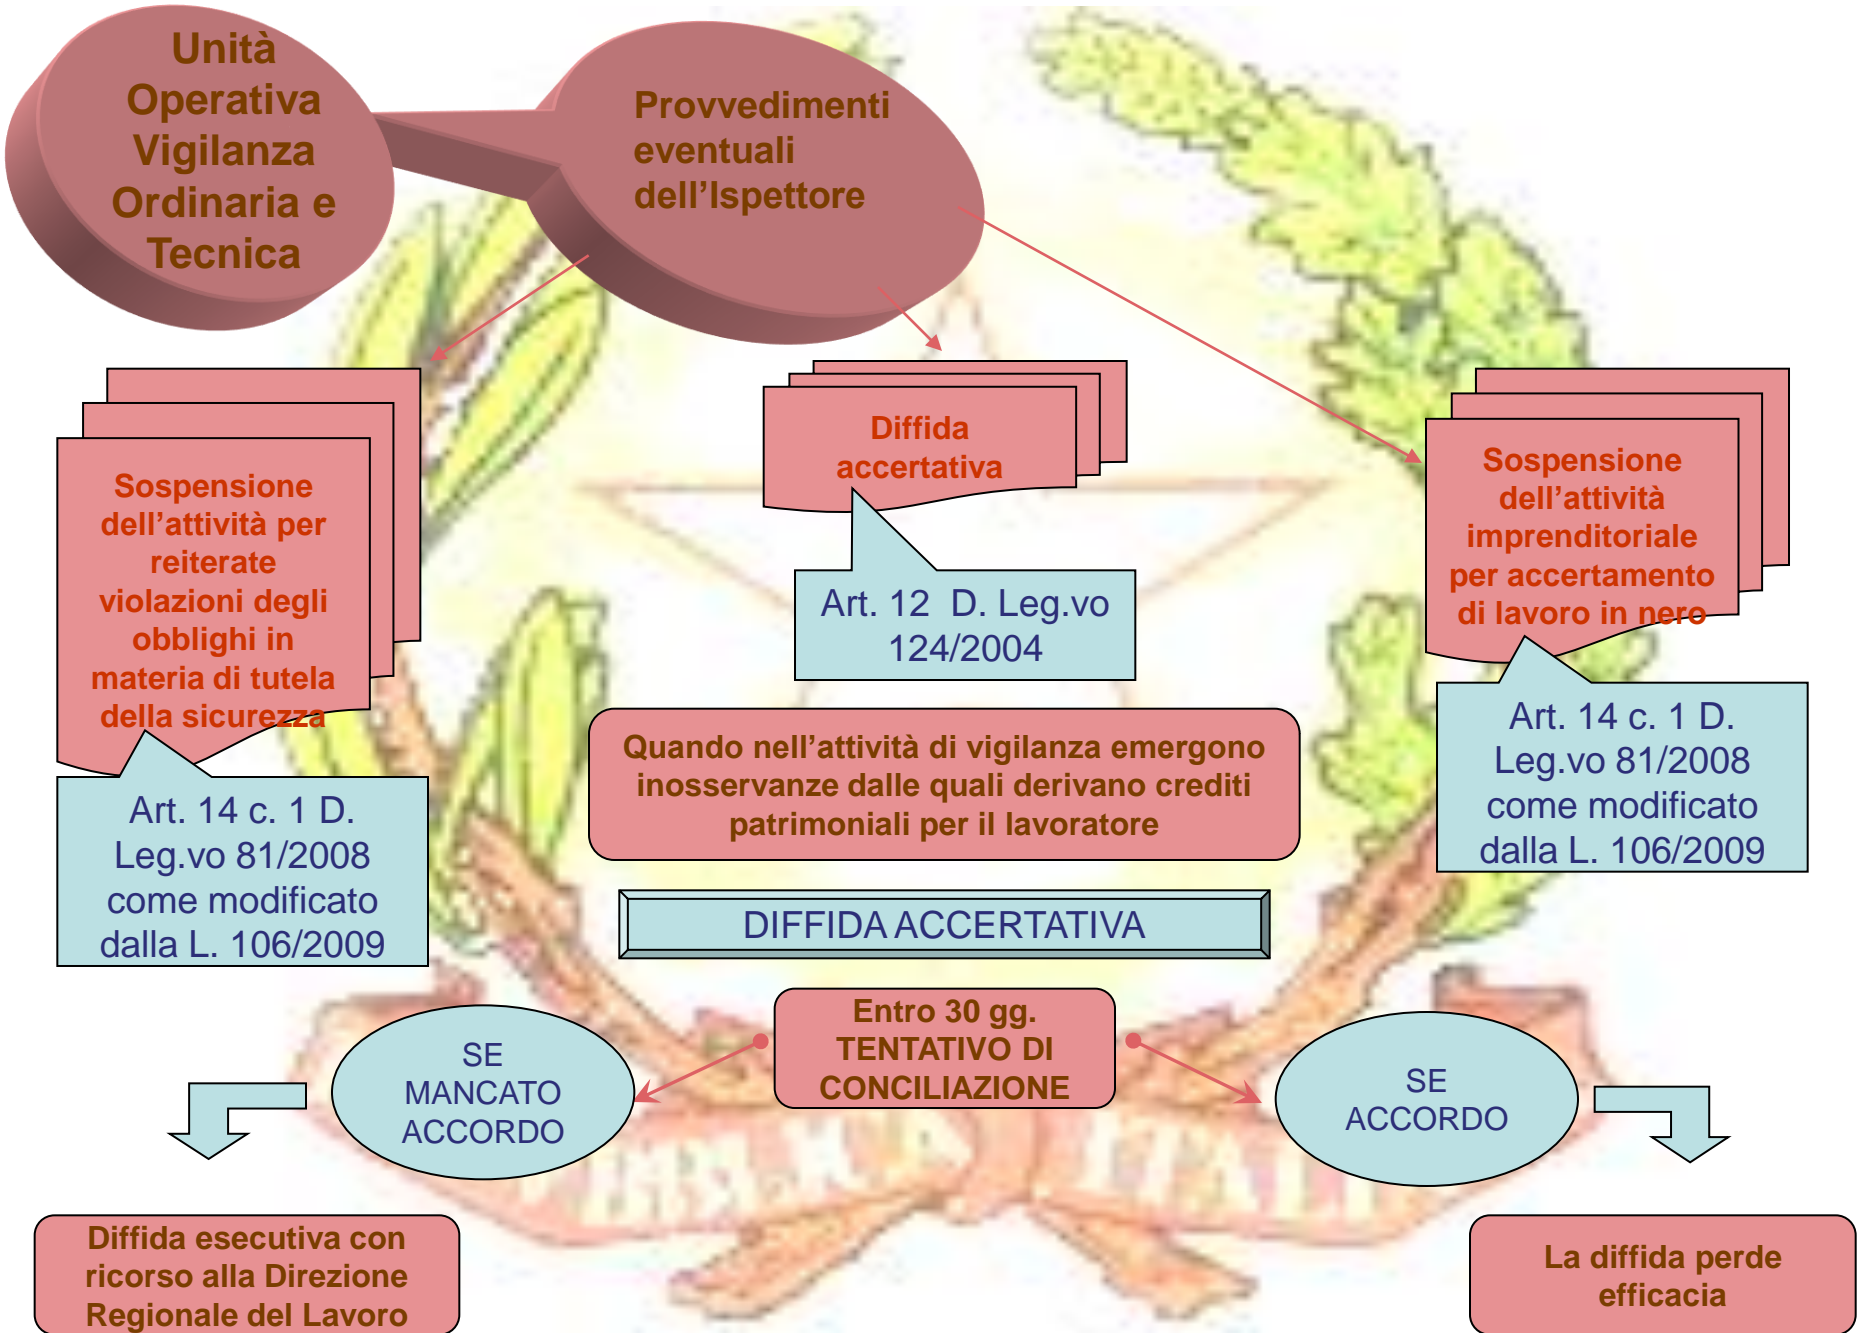 Unità
Operativa
Vigilanza
Ordinaria e
Tecnica
Provvedimenti
eventuali
dell’Ispettore
Sospensione
dell’attività per
reiterate
violazioni degli
obblighi in
materia di tutela
della sicurezza
Art. 14 c. 1 D.
Leg.vo 81/2008
come modificato
dalla L. 106/2009
Diffida
accertativa
Art. 12 D. Leg.vo
124/2004
Sospensione
dell’attività
imprenditoriale
per accertamento
di lavoro in nero
Art. 14 c. 1 D.
Leg.vo 81/2008
come modificato
dalla L. 106/2009
Quando nell’attività di vigilanza emergono
inosservanze dalle quali derivano crediti
patrimoniali per il lavoratore
DIFFIDA ACCERTATIVA
Entro 30 gg.
TENTATIVO DI
CONCILIAZIONE
SE
MANCATO
ACCORDO
SE
ACCORDO
Diffida esecutiva con
ricorso alla Direzione
Regionale del Lavoro
La diffida perde
efficacia